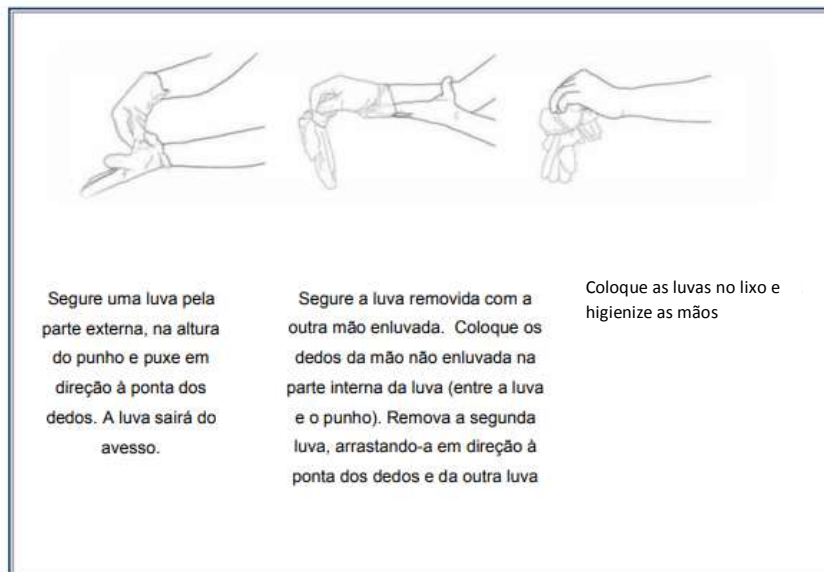 Segure uma luva pela
parte externa, na altura
do punho e puxe em
direção à ponta dos
dedos. A luva sairá do
avesso.
Segure a luva removida com a
outra mão enluvada. Coloque os
dedos da mão não enluvada na
parte interna da luva (entre a luva
e o punho). Remova a segunda
luva, arrastando-a em direção à
ponta dos dedos e da outra luva
Coloque as luvas no lixo e
higienize as mãos